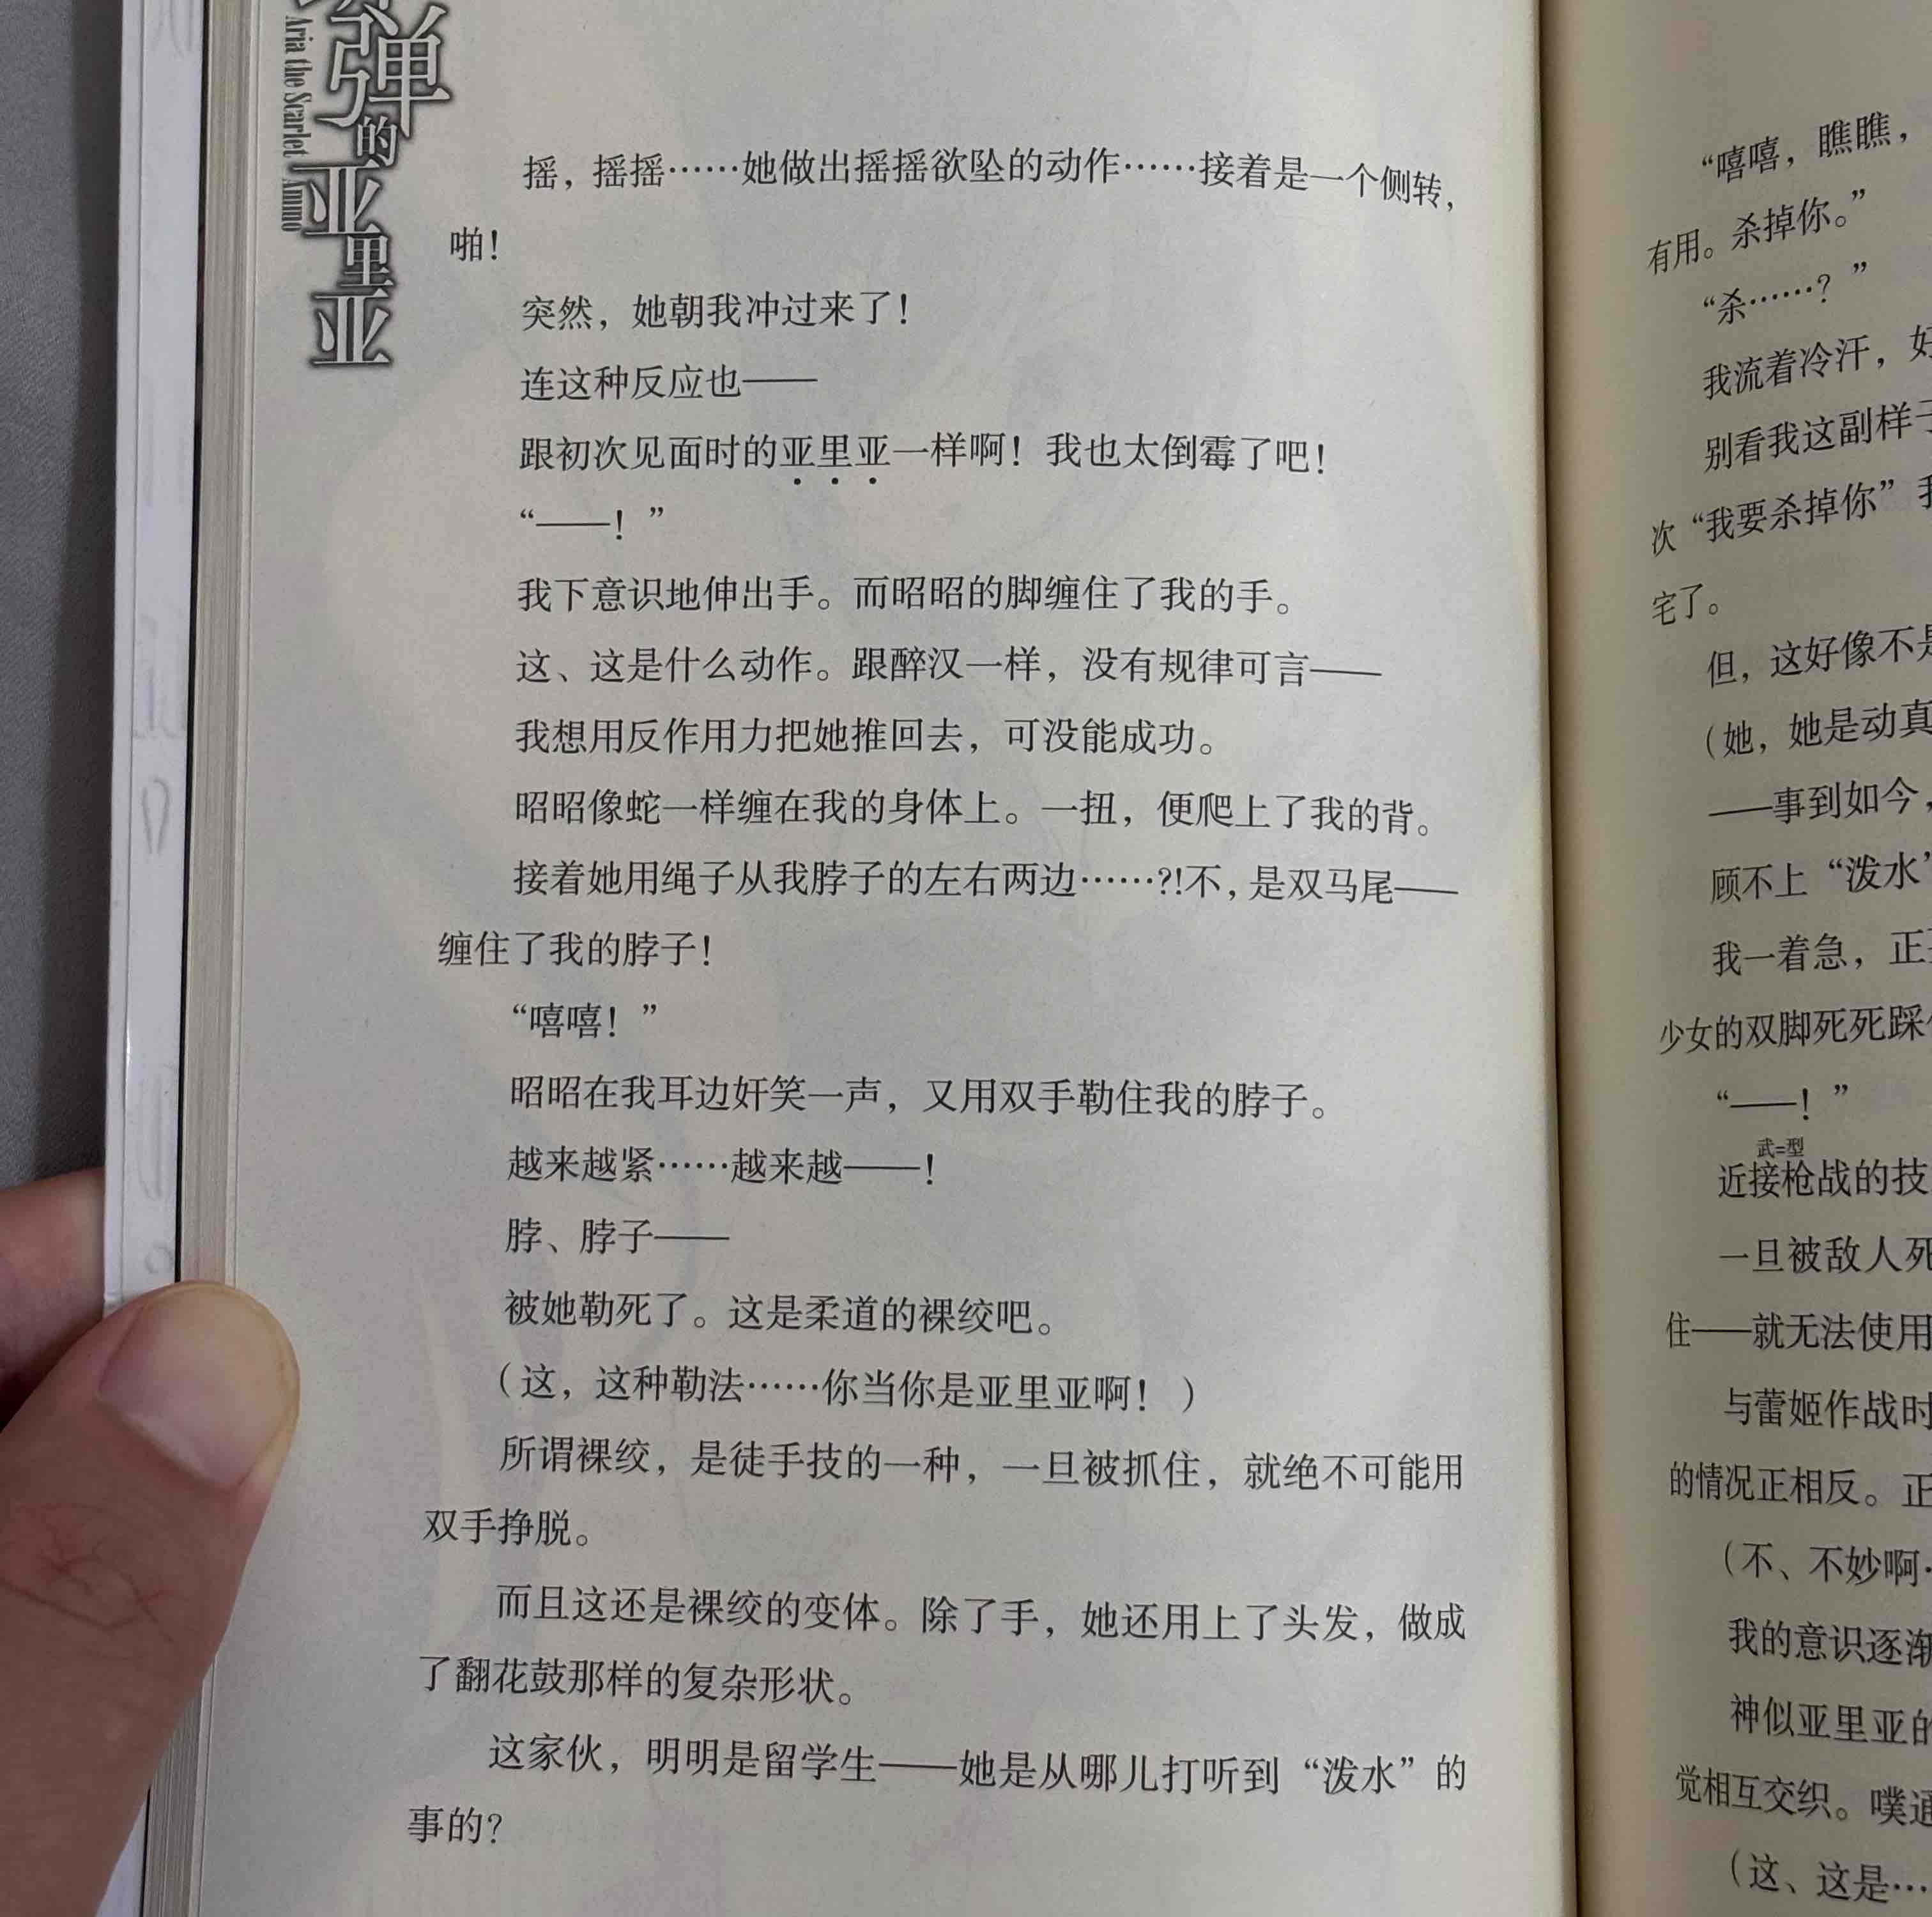 弹的亚里亚
Aria the Scarlet Ammo
摇，摇摇……她做出摇摇欲坠的动作……接着是一个侧转，
啪！
突然，她朝我冲过来了！
连这种反应也——
跟初次见面时的亚里亚一样啊！我也太倒霉了吧！
“——！”
我下意识地伸出手。而昭昭的脚缠住了我的手。
这、这是什么动作。跟醉汉一样，没有规律可言——
我想用反作用力把她推回去，可没能成功。
昭昭像蛇一样缠在我的身体上。一扭，便爬上了我的背。
接着她用绳子从我脖子的左右两边……?!不，是双马尾——
缠住了我的脖子！
“嘻嘻！”
昭昭在我耳边奸笑一声，又用双手勒住我的脖子。
越来越紧……越来越——！
脖、脖子——
被她勒死了。这是柔道的裸绞吧。
（这，这种勒法……你当你是亚里亚啊！）
所谓裸绞，是徒手技的一种，一旦被抓住，就绝不可能用
双手挣脱。
而且这还是裸绞的变体。除了手，她还用上了头发，做成
了翻花鼓那样的复杂形状。
这家伙，明明是留学生——她是从哪儿打听到“泼水”的
事的？
“嘻嘻，瞧瞧，
有用。杀掉你。”
“杀……？”
我流着冷汗，
别看我这副样
次“我要杀掉你”
宅了。
但，这好像不
（她，她是动真
——事到如今，
顾不上“泼水”
我一着急，正
少女的双脚死死踩
“——！”
武=型
近接枪战的技
一旦被敌人死
住——就无法使用
与蕾姬作战时
的情况正相反。正
（不、不妙啊
我的意识逐渐
神似亚里亚的
觉相互交织。噗通
（这、这是…